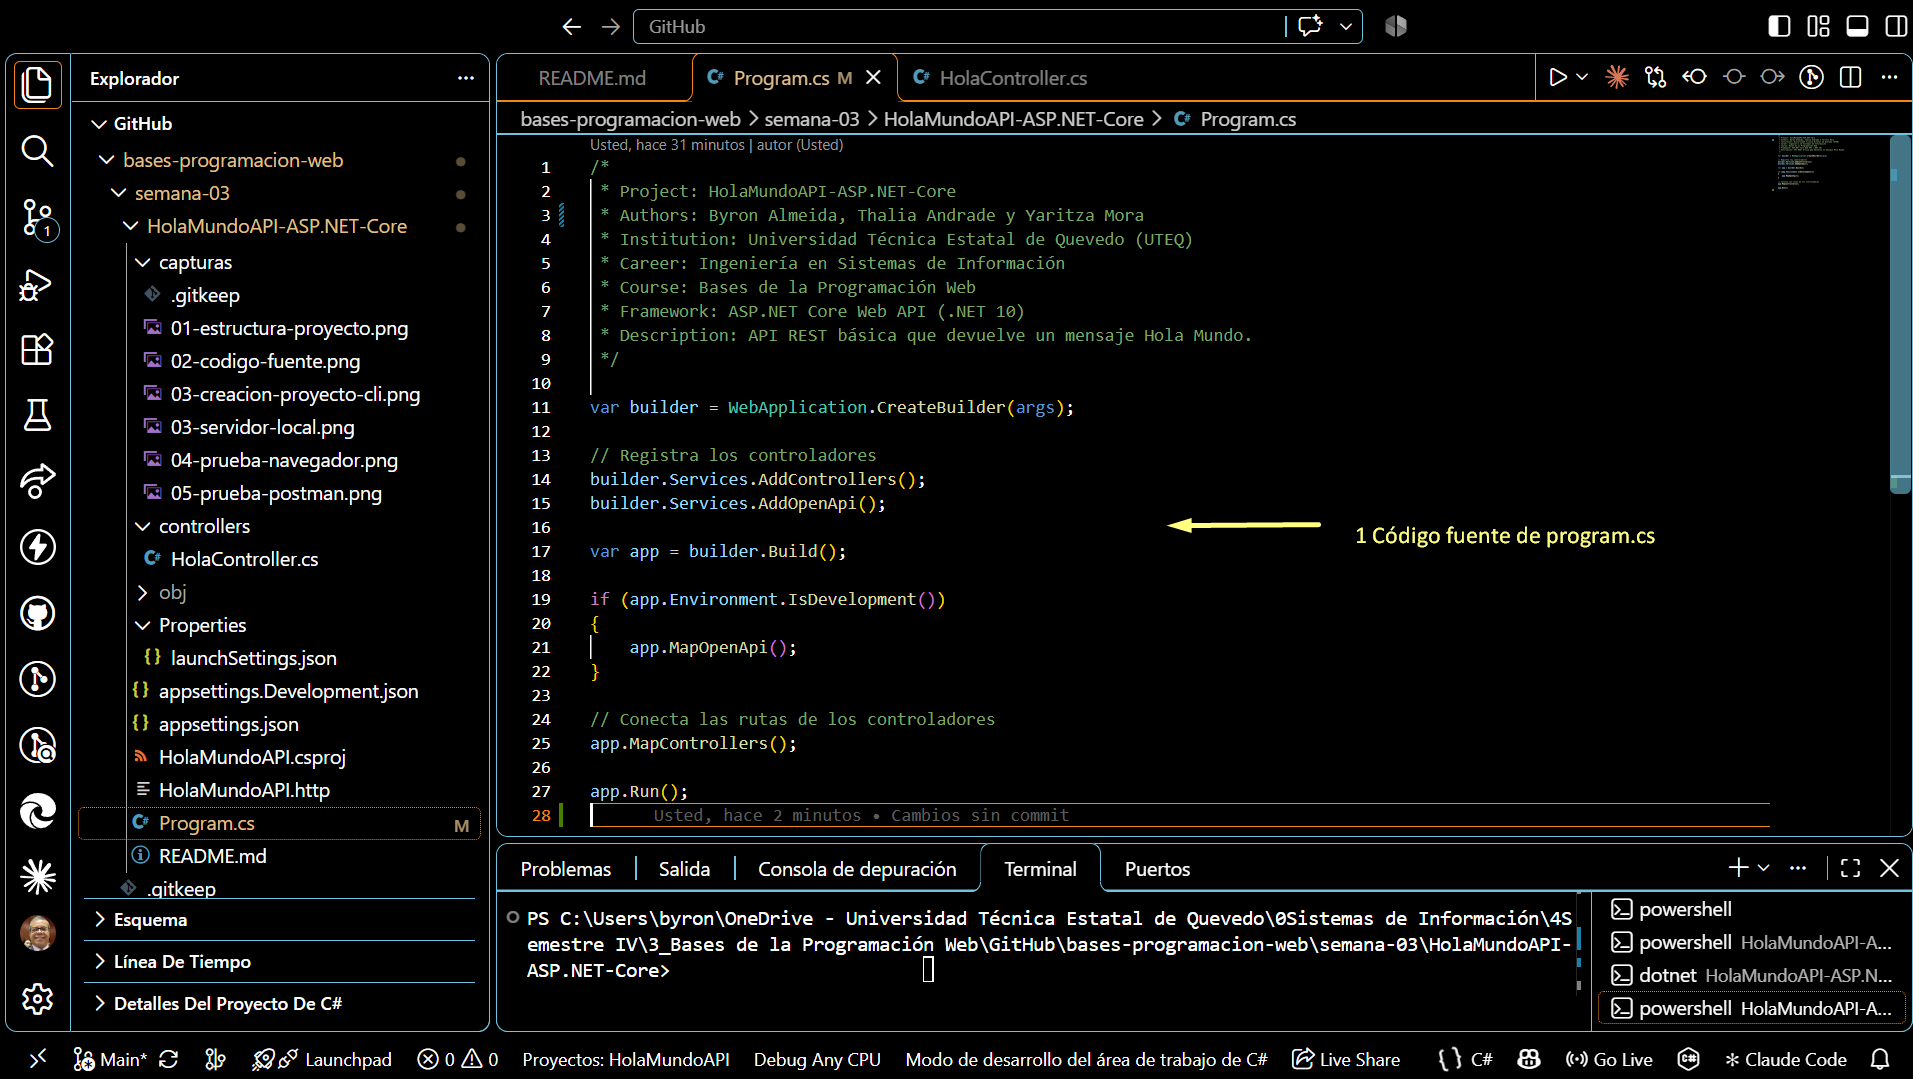 GitHub
Explorador
GitHub
bases-programacion-web
semana-03
HolaMundoAPI-ASP.NET-Core
capturas
.gitkeep
01-estructura-proyecto.png
02-codigo-fuente.png
03-creacion-proyecto-cli.png
03-servidor-local.png
04-prueba-navegador.png
05-prueba-postman.png
controllers
C# HolaController.cs
obj
Properties
{} launchSettings.json
{} appsettings.Development.json
{} appsettings.json
HolaMundoAPI.csproj
HolaMundoAPI.http
C# Program.cs M
README.md
.gitkeep
Esquema
Línea De Tiempo
Detalles Del Proyecto De C#
1
README.md
C# Program.cs M
C# HolaController.cs
bases-programacion-web > semana-03 > HolaMundoAPI-ASP.NET-Core > C# Program.cs
Usted, hace 31 minutos | autor (Usted)
1 /*
2 * Project: HolaMundoAPI-ASP.NET-Core
3 * Authors: Byron Almeida, Thalia Andrade y Yaritza Mora
4 * Institution: Universidad Técnica Estatal de Quevedo (UTEQ)
5 * Career: Ingeniería en Sistemas de Información
6 * Course: Bases de la Programación Web
7 * Framework: ASP.NET Core Web API (.NET 10)
8 * Description: API REST básica que devuelve un mensaje Hola Mundo.
9 */
10
11 var builder = WebApplication.CreateBuilder(args);
12
13 // Registra los controladores
14 builder.Services.AddControllers();
15 builder.Services.AddOpenApi();
16
17 var app = builder.Build();
18
19 if (app.Environment.IsDevelopment())
20 {
21 app.MapOpenApi();
22 }
23
24 // Conecta las rutas de los controladores
25 app.MapControllers();
26
27 app.Run();
28 Usted, hace 2 minutos • Cambios sin commit
1 Código fuente de program.cs
Problemas
Salida
Consola de depuración
Terminal
Puertos
PS C:\Users\byron\OneDrive - Universidad Técnica Estatal de Quevedo\0Sistemas de Información\4S
emestre IV\3_Bases de la Programación Web\GitHub\bases-programacion-web\semana-03\HolaMundoAPI-
ASP.NET-Core>
powershell
powershell HolaMundoAPI-A...
dotnet HolaMundoAPI-ASP.N...
powershell HolaMundoAPI-A...
Main*
Launchpad
0
0
Proyectos: HolaMundoAPI
Debug Any CPU
Modo de desarrollo del área de trabajo de C#
Live Share
{} C#
Go Live
Claude Code